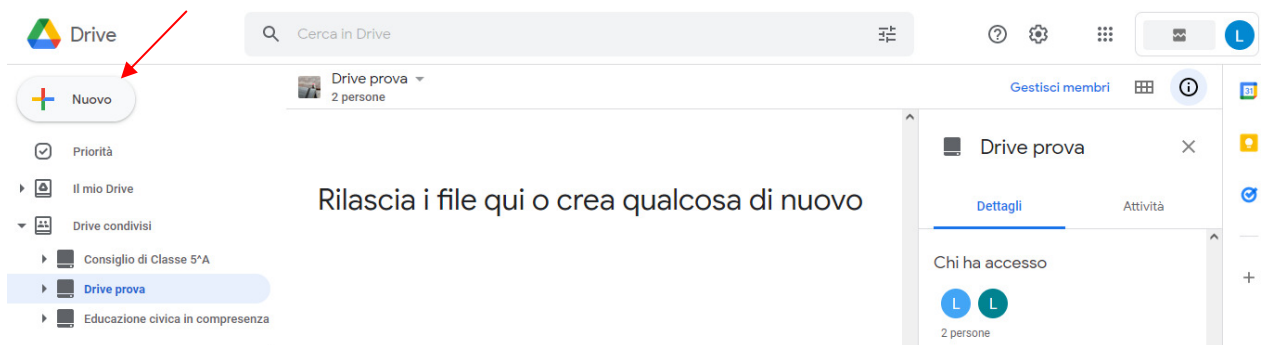 Drive
Cerca in Drive
L
Nuovo
Drive prova
2 persone
Gestisci membri
31
Priorità
Il mio Drive
Drive condivisi
Consiglio di Classe 5^A
Drive prova
Educazione civica in compresenza
Rilascia i file qui o crea qualcosa di nuovo
Drive prova
Dettagli
Attività
Chi ha accesso
L L
2 persone